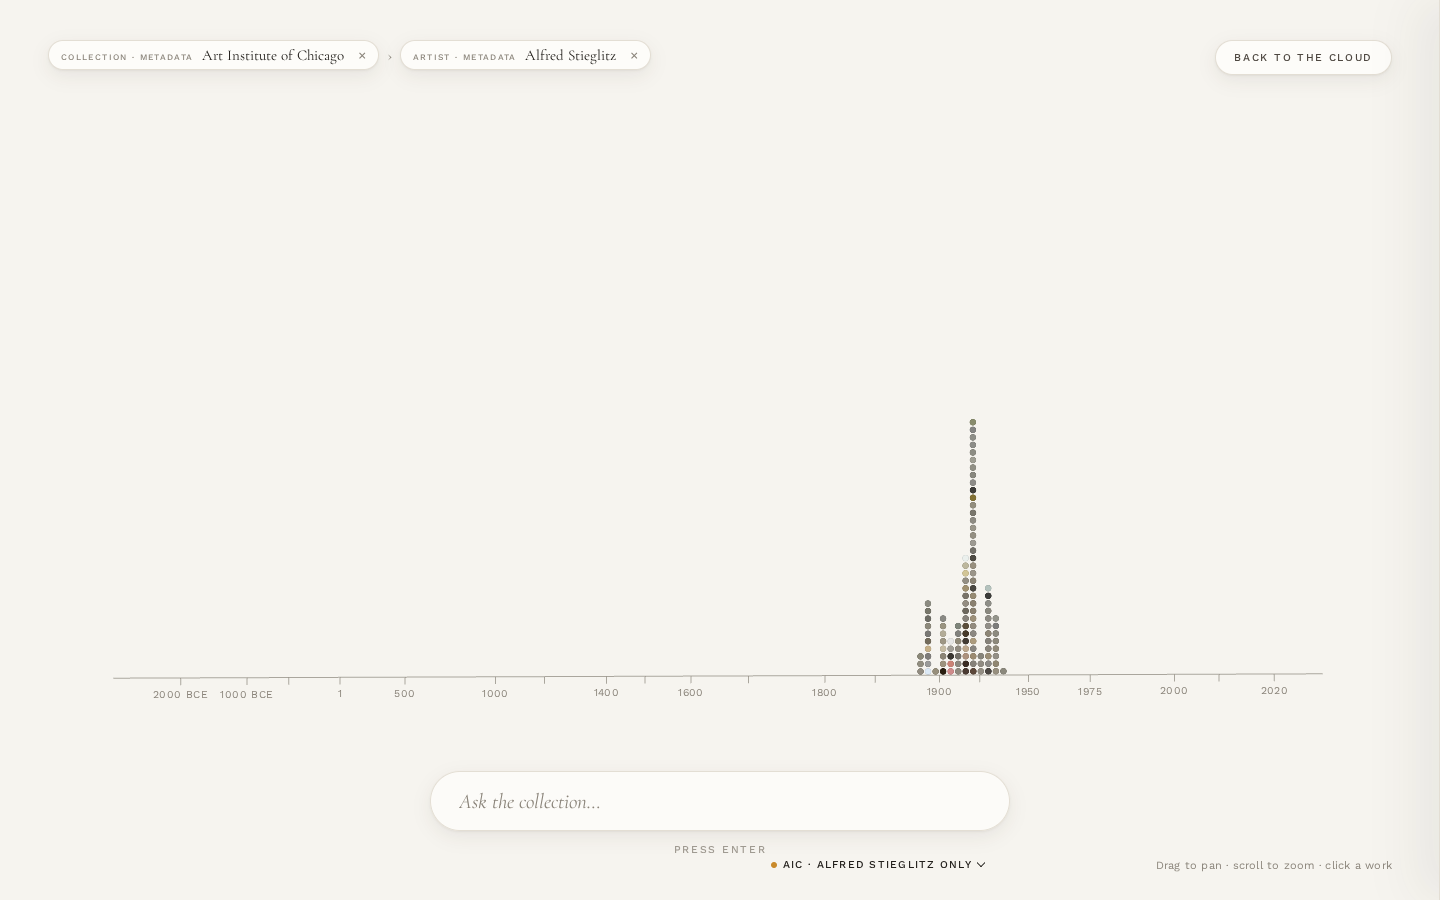 COLLECTION · METADATA Art Institute of Chicago × › ARTIST · METADATA Alfred Stieglitz ×
BACK TO THE CLOUD
2000 BCE 1000 BCE 1 500 1000 1400 1600 1800 1900 1950 1975 2000 2020
Ask the collection...
PRESS ENTER
AIC · ALFRED STIEGLITZ ONLY
Drag to pan · scroll to zoom · click a work